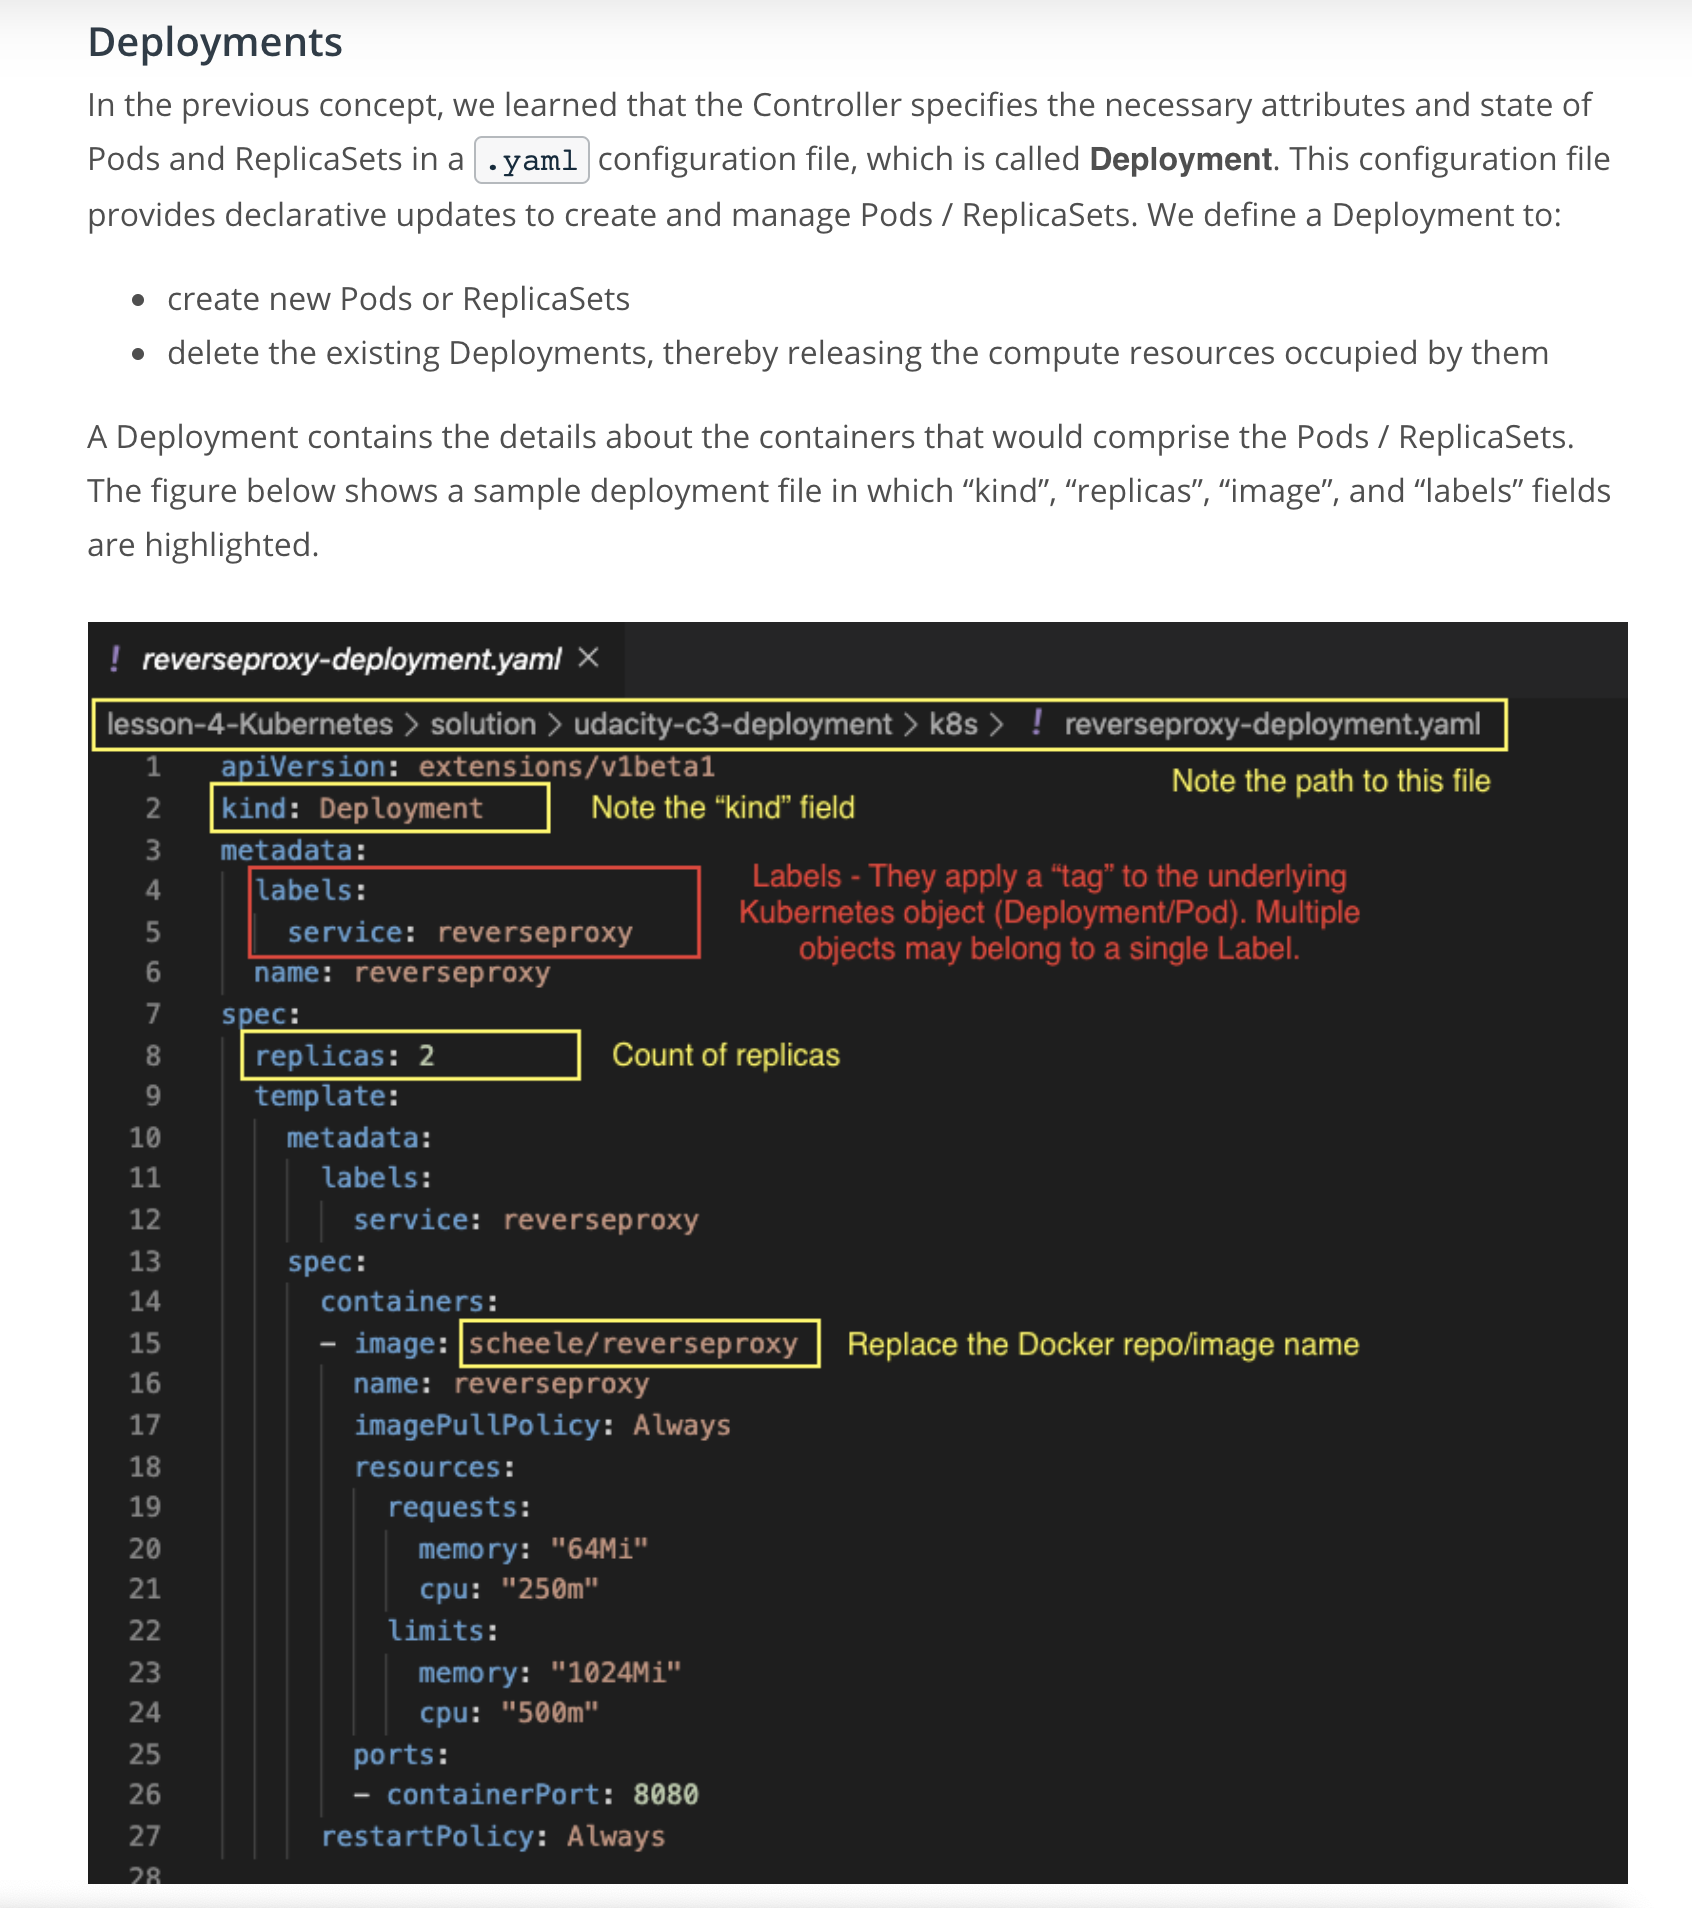 Deployments
In the previous concept, we learned that the Controller specifies the necessary attributes and state of
Pods and ReplicaSets in a .yaml configuration file, which is called Deployment. This configuration file
provides declarative updates to create and manage Pods / ReplicaSets. We define a Deployment to:
• create new Pods or ReplicaSets
• delete the existing Deployments, thereby releasing the compute resources occupied by them
A Deployment contains the details about the containers that would comprise the Pods / ReplicaSets.
The figure below shows a sample deployment file in which “kind”, “replicas”, “image”, and “labels” fields
are highlighted.
! reverseproxy-deployment.yaml ×
lesson-4-Kubernetes > solution > udacity-c3-deployment > k8s > ! reverseproxy-deployment.yaml
1 apiVersion: extensions/v1beta1
Note the path to this file
2 kind: Deployment Note the “kind” field
3 metadata:
4 labels:
5 service: reverseproxy
Labels - They apply a “tag” to the underlying
Kubernetes object (Deployment/Pod). Multiple
objects may belong to a single Label.
6 name: reverseproxy
7 spec:
8 replicas: 2 Count of replicas
9 template:
10 metadata:
11 labels:
12 service: reverseproxy
13 spec:
14 containers:
15 - image: scheele/reverseproxy Replace the Docker repo/image name
16 name: reverseproxy
17 imagePullPolicy: Always
18 resources:
19 requests:
20 memory: "64Mi"
21 cpu: "250m"
22 limits:
23 memory: "1024Mi"
24 cpu: "500m"
25 ports:
26 - containerPort: 8080
27 restartPolicy: Always
28